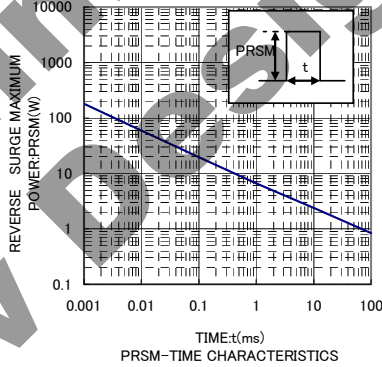 10000
1000
100
10
1
0.1
REVERSE SURGE MAXIMUM
POWER:PRSM(W)
PRSM
t
0.001 0.01 0.1 1 10 100
TIME:t(ms)
PRSM-TIME CHARACTERISTICS